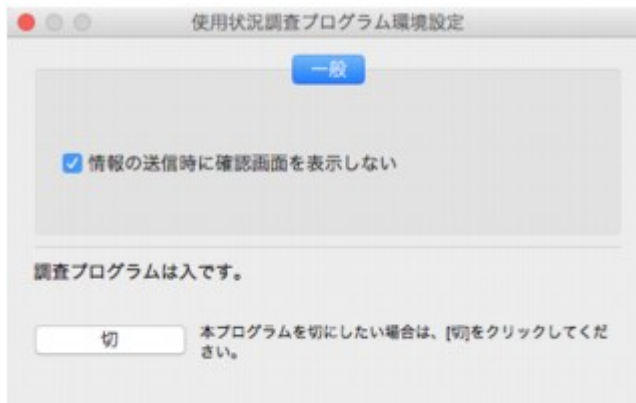 使用状況調査プログラム環境設定
一般
情報の送信時に確認画面を表示しない
調査プログラムは入です。
切
本プログラムを切にしたい場合は、[切]をクリックしてくだ
さい。